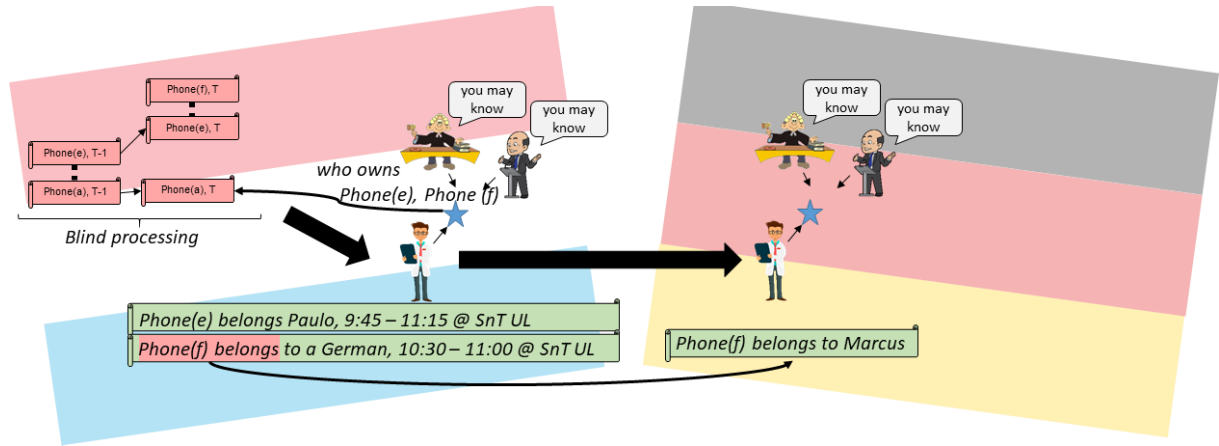 Phone(f), T
Phone(e), T
Phone(e), T-1
Phone(a), T-1
Phone(a), T
Blind processing
you may
know
you may
know
who owns
Phone(e), Phone (f)
Phone(e) belongs Paulo, 9:45 – 11:15 @ SnT UL
Phone(f) belongs to a German, 10:30 – 11:00 @ SnT UL
you may
know
you may
know
Phone(f) belongs to Marcus